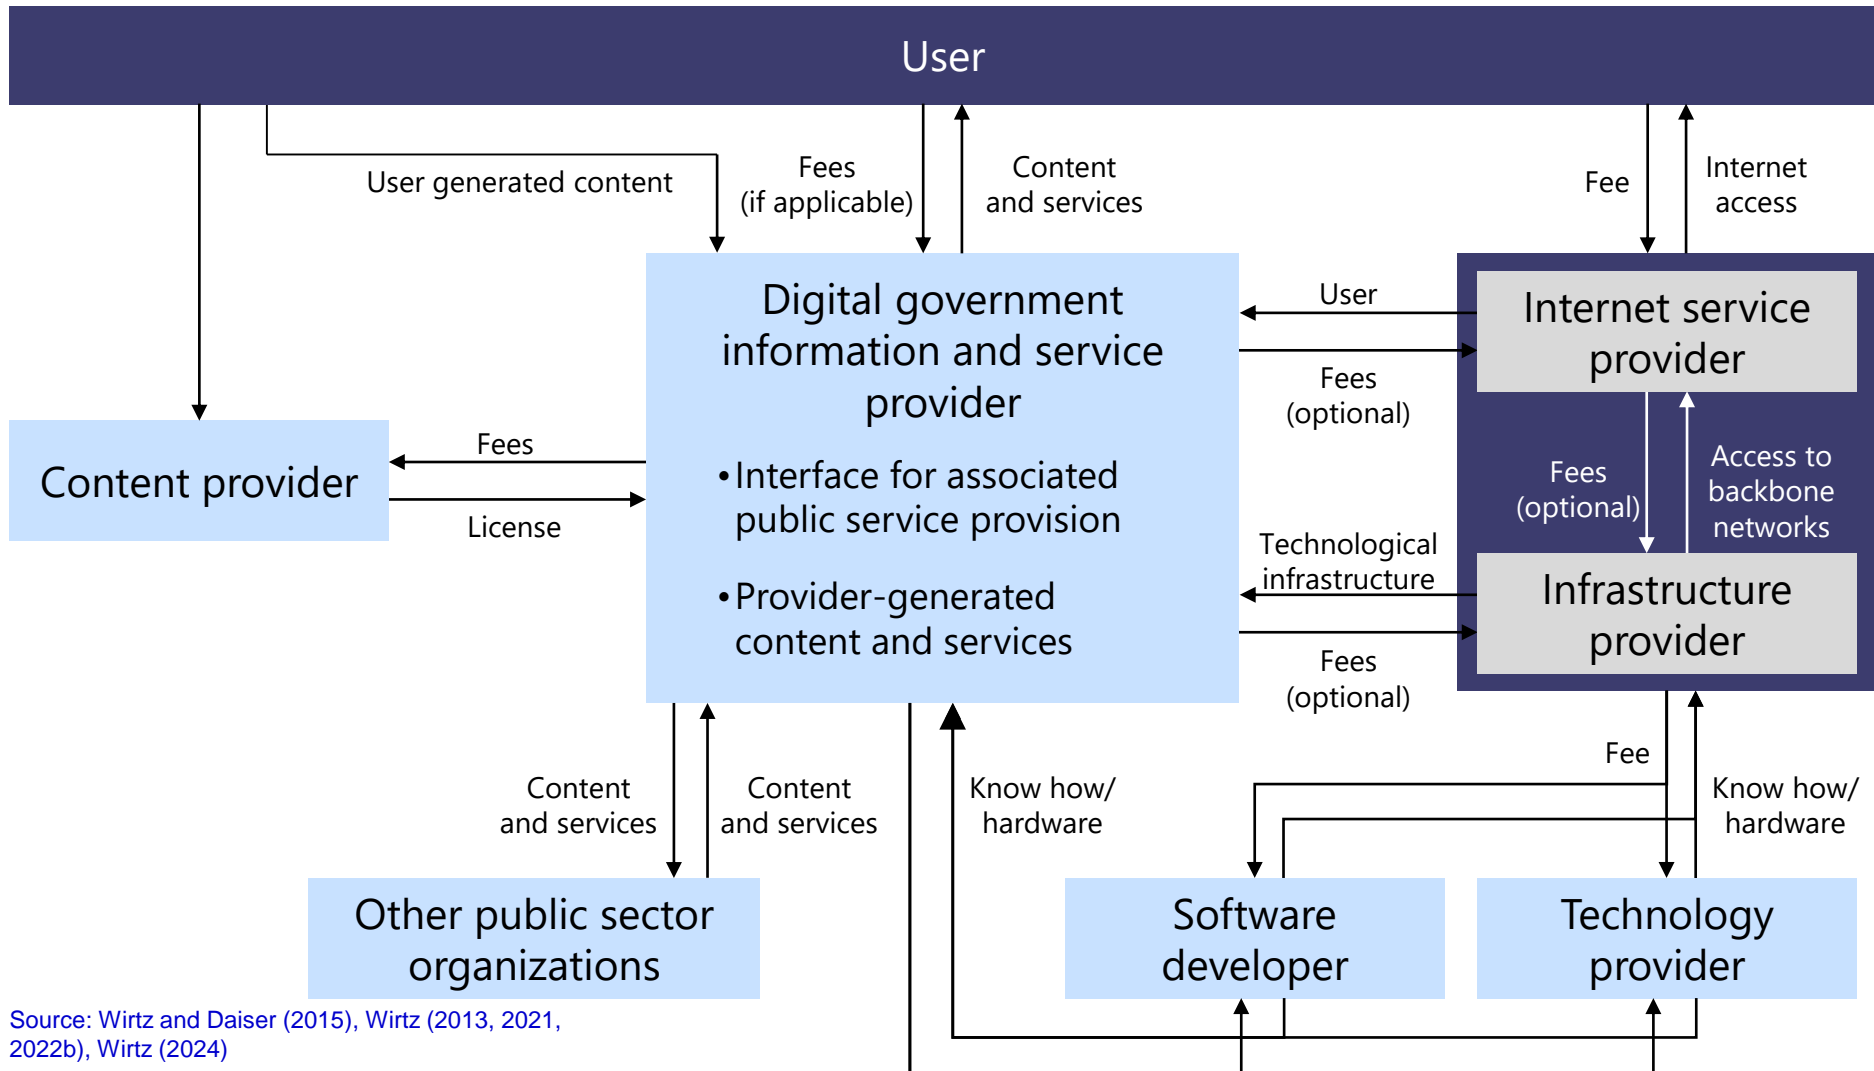 User
User generated content
Fees
(if applicable)
Content
and services
Fee
Internet
access
Digital government
information and service
provider
•Interface for associated
public service provision
•Provider-generated
content and services
User
Fees
(optional)
Internet service
provider
Fees
(optional)
Access to
backbone
networks
Content provider
Fees
License
Technological
infrastructure
Fees
(optional)
Infrastructure
provider
Content
and services
Content
and services
Know how/
hardware
Fee
Know how/
hardware
Other public sector
organizations
Software
developer
Technology
provider
Source: Wirtz and Daiser (2015), Wirtz (2013, 2021,
2022b), Wirtz (2024)